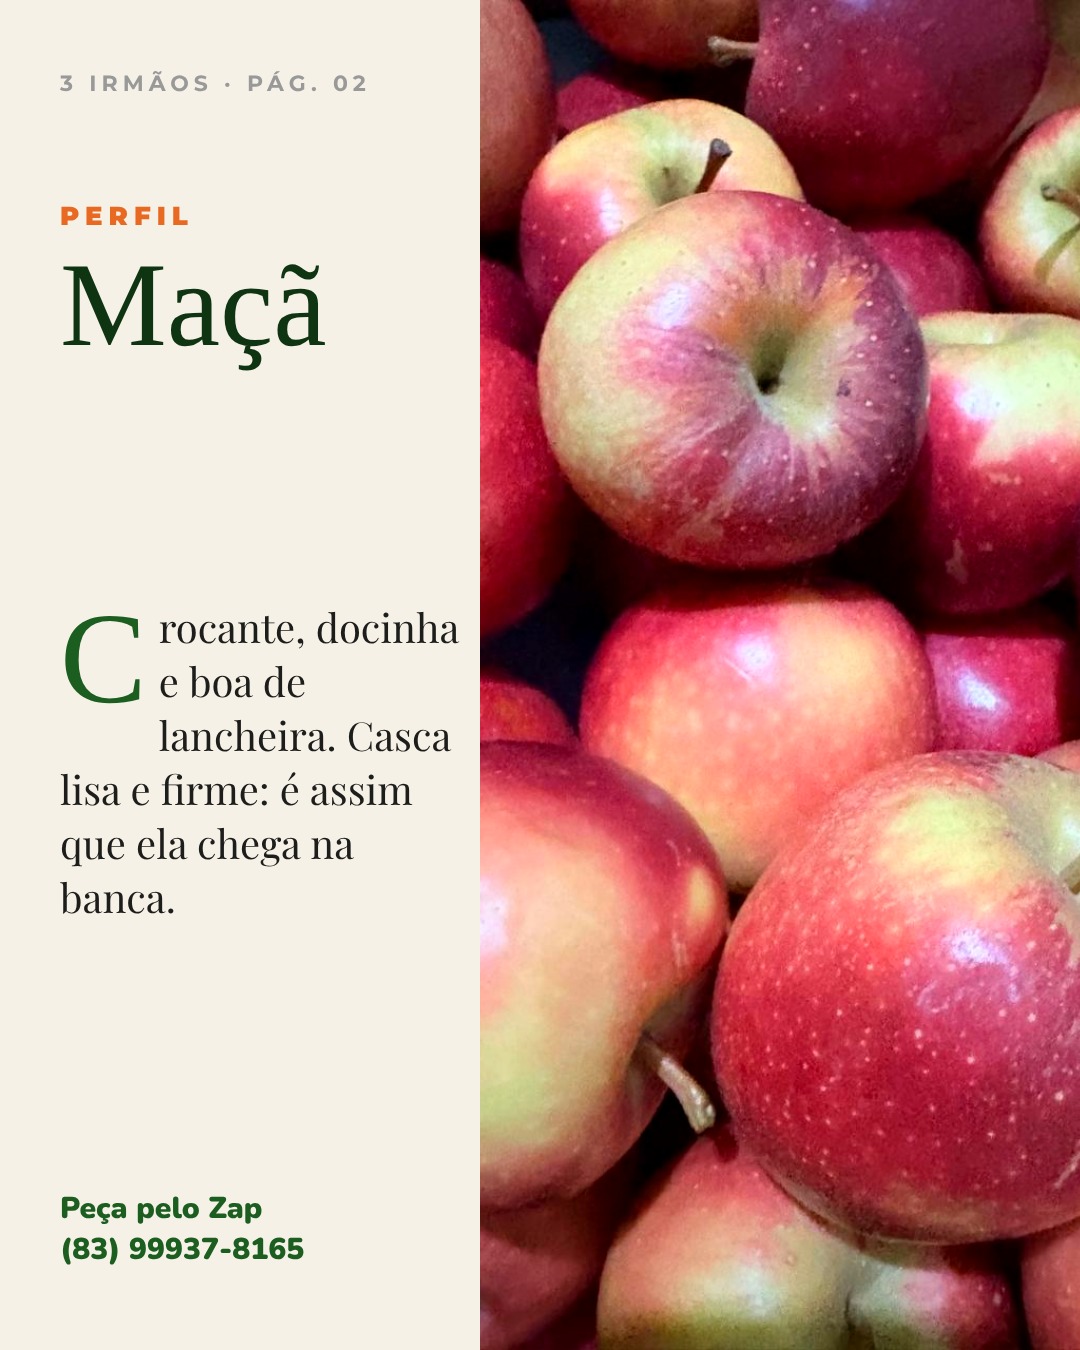 3 IRMÃOS · PÁG. 02
PERFIL
Maçã
Crocante, docinha
e boa de
lancheira. Casca
lisa e firme: é assim
que ela chega na
banca.
Peça pelo Zap
(83) 99937-8165